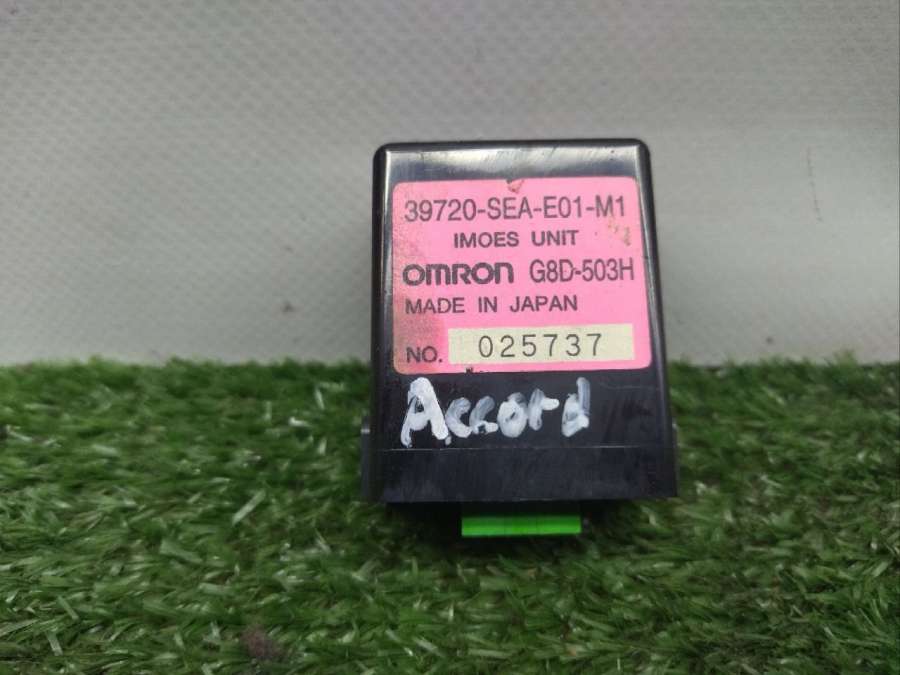 39720-SEA-E01-M1
IMOES UNIT
OMRON G8D-503H
MADE IN JAPAN
NO. 025737
Accord